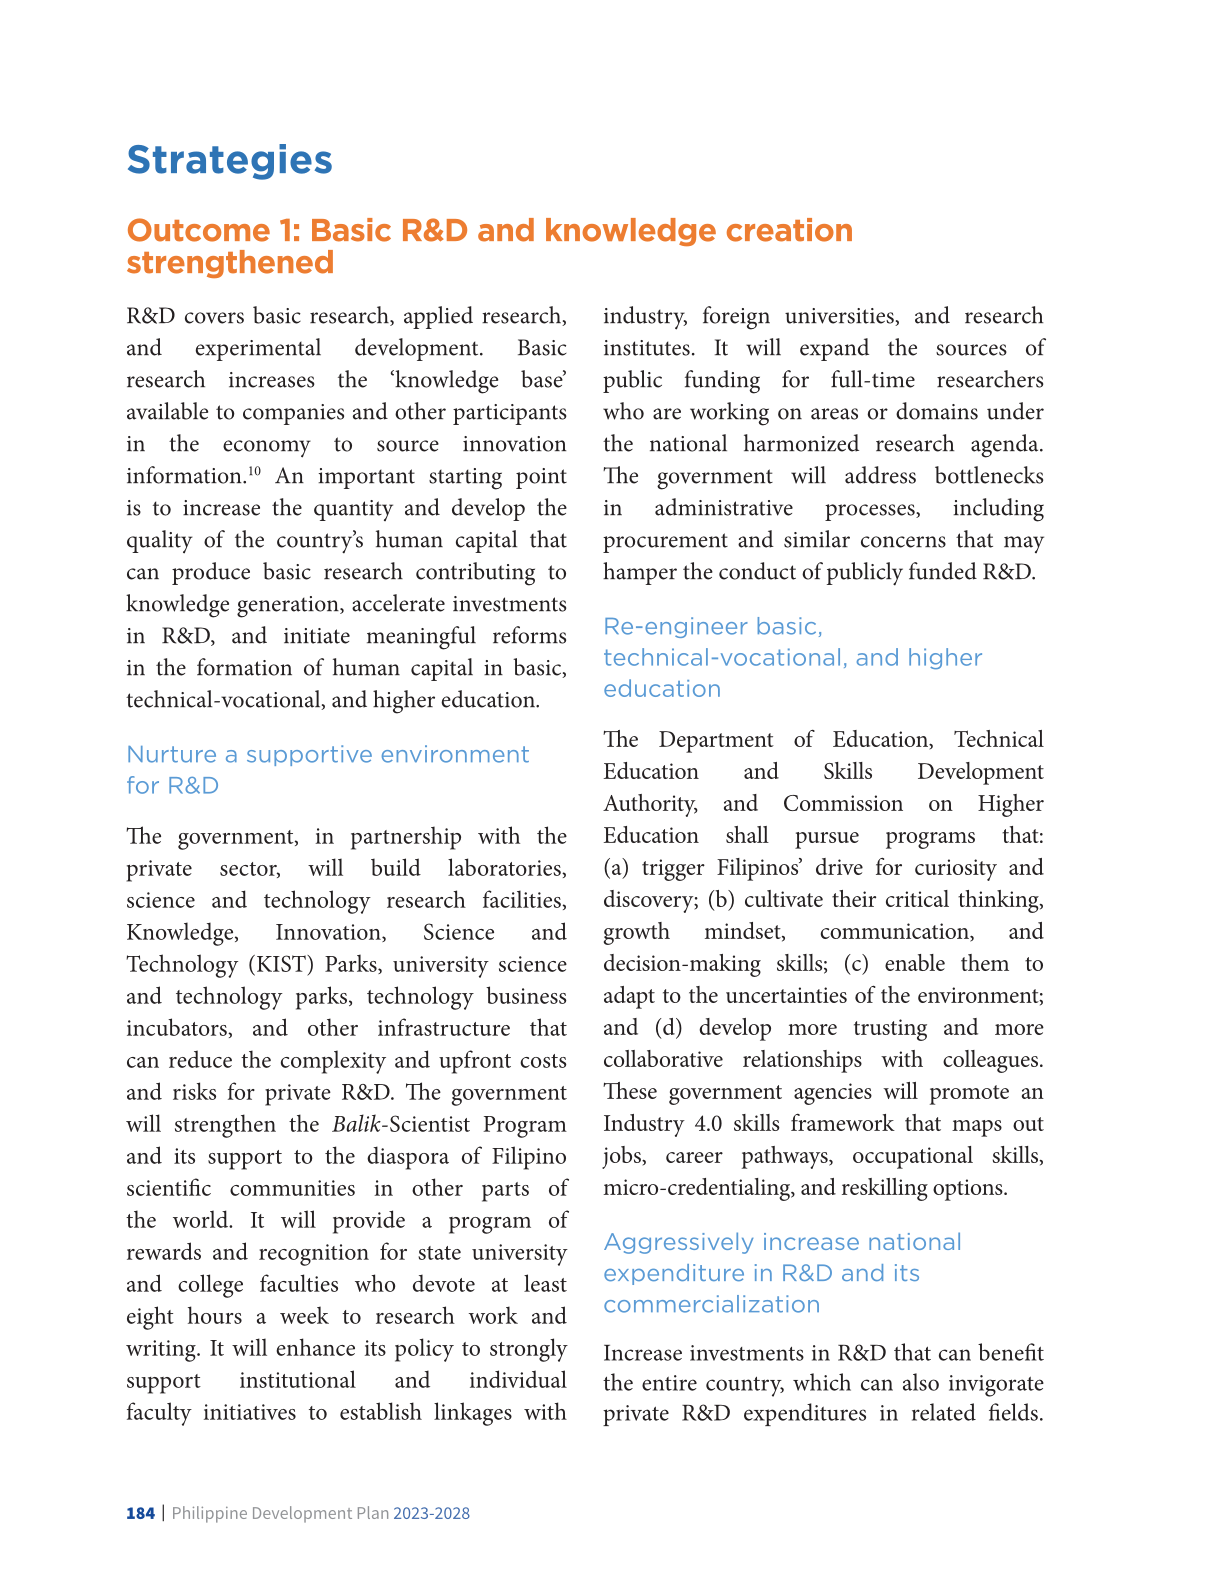 Strategies
Outcome 1: Basic R&D and knowledge creation
strengthened
R&D covers basic research, applied research,
and experimental development. Basic
research increases the ‘knowledge base’
available to companies and other participants
in the economy to source innovation
information.10 An important starting point
is to increase the quantity and develop the
quality of the country’s human capital that
can produce basic research contributing to
knowledge generation, accelerate investments
in R&D, and initiate meaningful reforms
in the formation of human capital in basic,
technical-vocational, and higher education.
Nurture a supportive environment
for R&D
The government, in partnership with the
private sector, will build laboratories,
science and technology research facilities,
Knowledge, Innovation, Science and
Technology (KIST) Parks, university science
and technology parks, technology business
incubators, and other infrastructure that
can reduce the complexity and upfront costs
and risks for private R&D. The government
will strengthen the Balik-Scientist Program
and its support to the diaspora of Filipino
scientific communities in other parts of
the world. It will provide a program of
rewards and recognition for state university
and college faculties who devote at least
eight hours a week to research work and
writing. It will enhance its policy to strongly
support institutional and individual
faculty initiatives to establish linkages with
industry, foreign universities, and research
institutes. It will expand the sources of
public funding for full-time researchers
who are working on areas or domains under
the national harmonized research agenda.
The government will address bottlenecks
in administrative processes, including
procurement and similar concerns that may
hamper the conduct of publicly funded R&D.
Re-engineer basic,
technical-vocational, and higher
education
The Department of Education, Technical
Education and Skills Development
Authority, and Commission on Higher
Education shall pursue programs that:
(a) trigger Filipinos’ drive for curiosity and
discovery; (b) cultivate their critical thinking,
growth mindset, communication, and
decision-making skills; (c) enable them to
adapt to the uncertainties of the environment;
and (d) develop more trusting and more
collaborative relationships with colleagues.
These government agencies will promote an
Industry 4.0 skills framework that maps out
jobs, career pathways, occupational skills,
micro-credentialing, and reskilling options.
Aggressively increase national
expenditure in R&D and its
commercialization
Increase investments in R&D that can benefit
the entire country, which can also invigorate
private R&D expenditures in related fields.
184 | Philippine Development Plan 2023-2028